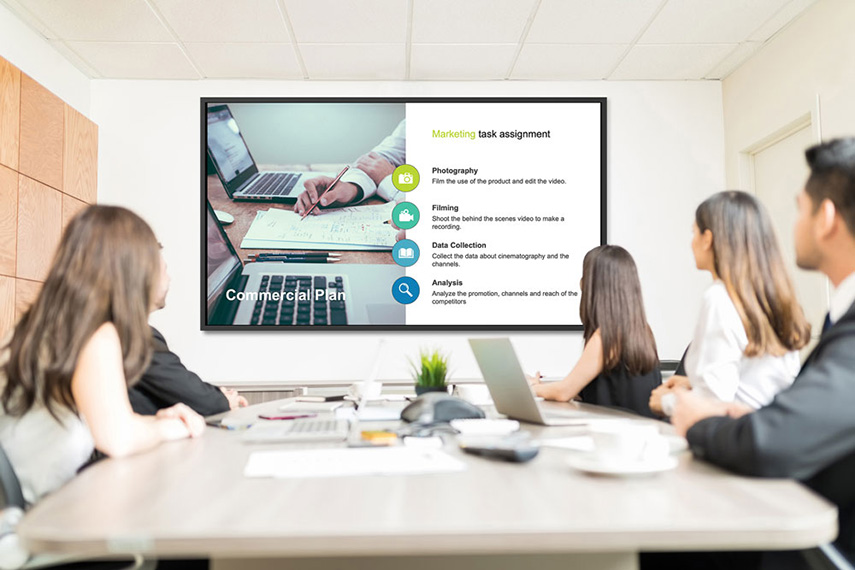 Marketing task assignment
Photography
Film the use of the product and edit the video.
Filming
Shoot the behind the scenes video to make a
recording.
Data Collection
Collect the data about cinematography and the
channels.
Analysis
Analyze the promotion, channels and reach of the
competitors
Commercial Plan